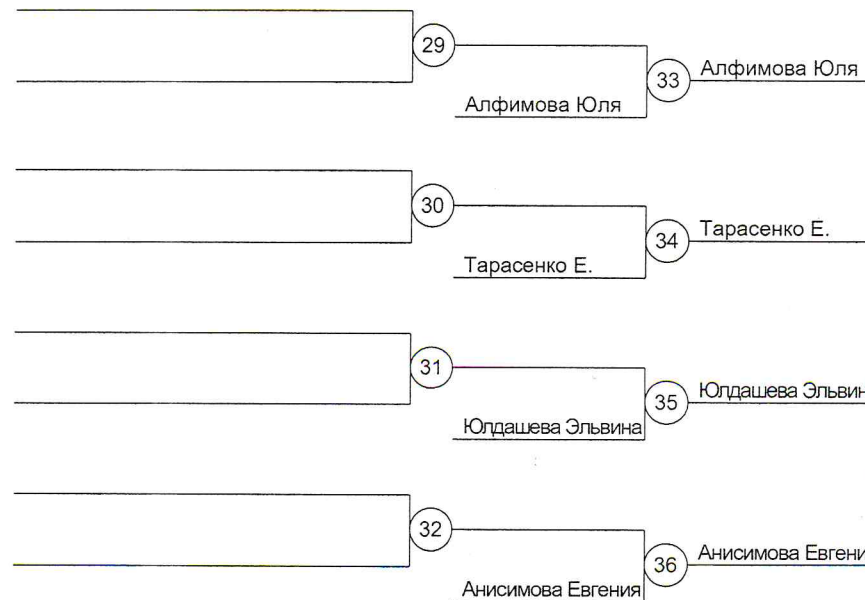 29
33
Алфимова Юля
Алфимова Юля
30
34
Тарасенко Е.
Тарасенко Е.
31
35
Юлдашева Эльвин
Юлдашева Эльвина
32
36
Анисимова Евгени
Анисимова Евгения